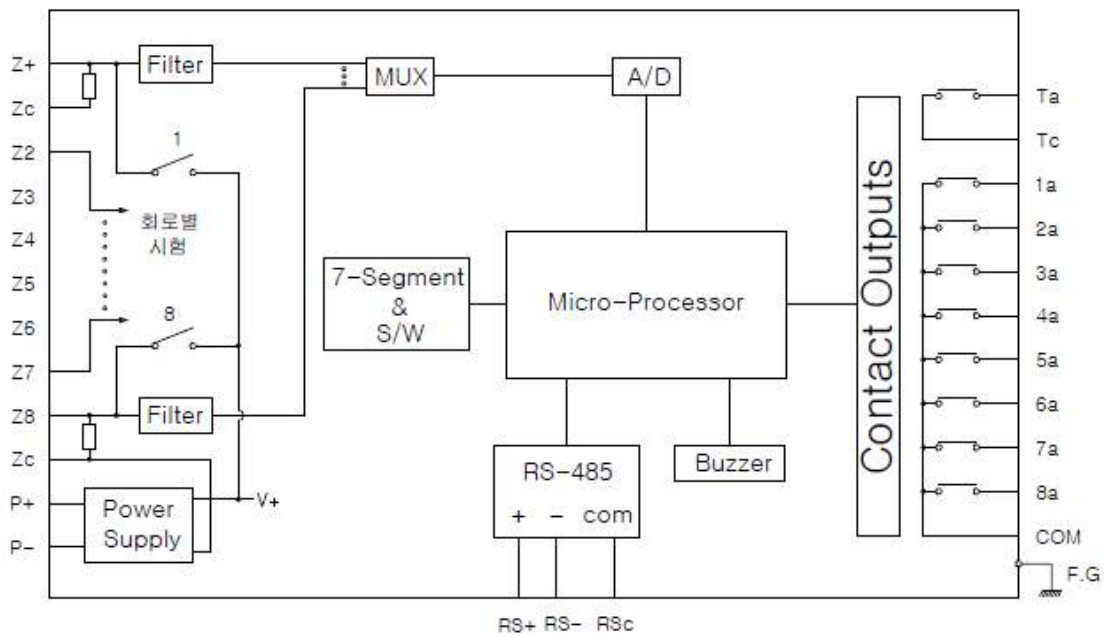 Z+
Zc
Z2
Z3
Z4
Z5
Z6
Z7
Z8
Zc
P+
P-
Filter
1
회로별
시험
8
Filter
Power
Supply
V+
MUX
A/D
7-Segment
&
S/W
Micro-Processor
RS-485
+ - com
Buzzer
RS+ RS- RSc
Contact Outputs
Ta
Tc
1a
2a
3a
4a
5a
6a
7a
8a
COM
F.G